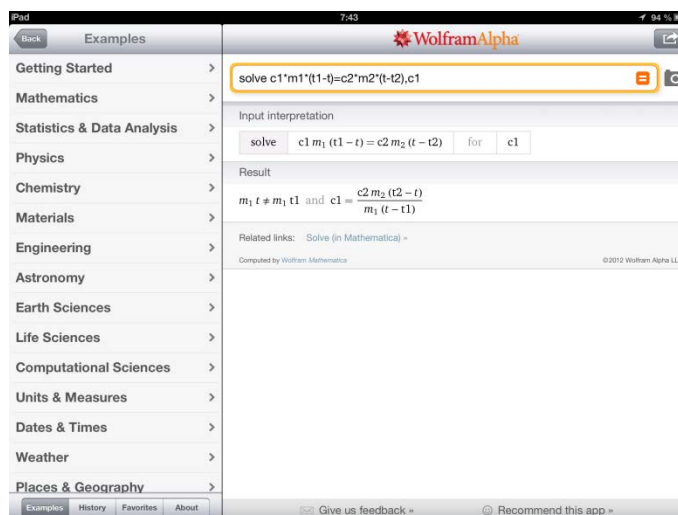 iPad 7:43 94 %
Back Examples
WolframAlpha
Getting Started
Mathematics
Statistics & Data Analysis
Physics
Chemistry
Materials
Engineering
Astronomy
Earth Sciences
Life Sciences
Computational Sciences
Units & Measures
Dates & Times
Weather
Places & Geography
Examples History Favorites About
solve c1*m1*(t1-t)=c2*m2*(t-t2),c1
Input interpretation
solve c1 m₁ (t1 − t) = c2 m₂ (t − t2) for c1
Result
m₁ t ≠ m₁ t1 and c1 = c2 m₂ (t2 − t) / m₁ (t − t1)
Related links: Solve (in Mathematica) »
Computed by Wolfram Mathematica ©2012 Wolfram Alpha LL
Give us feedback » Recommend this app »